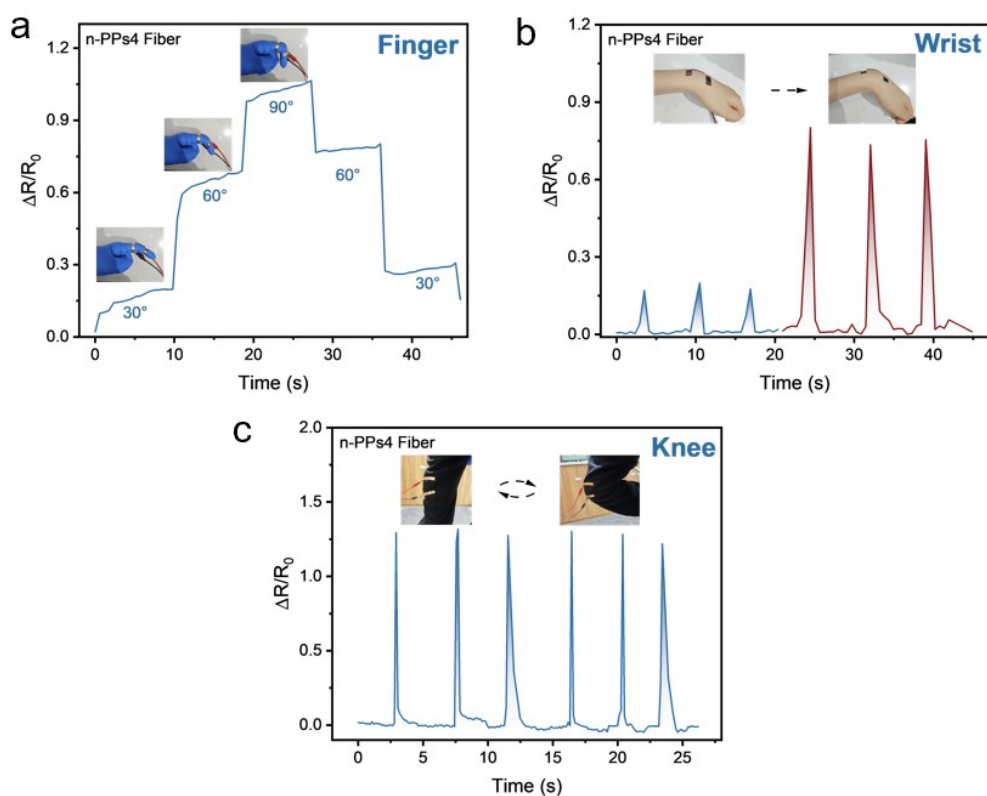 a
n-PPs4 Fiber
Finger
1.2
0.9
0.6
0.3
0.0
ΔR/R₀
30°
60°
90°
60°
30°
0
10
20
30
40
Time (s)
b
n-PPs4 Fiber
Wrist
1.2
0.9
0.6
0.3
0.0
ΔR/R₀
0
10
20
30
40
Time (s)
c
n-PPs4 Fiber
Knee
2.0
1.5
1.0
0.5
0.0
ΔR/R₀
0
5
10
15
20
25
Time (s)